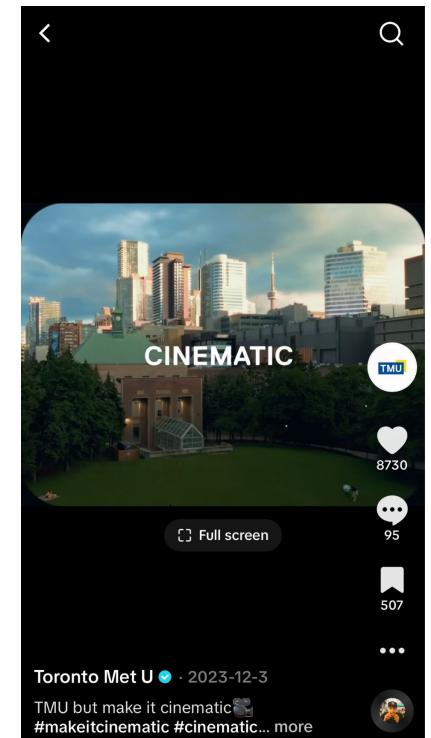 CINEMATIC
TMU
8730
95
Full screen
507
Toronto Met U · 2023-12-3
TMU but make it cinematic🎥
#makeitcinematic #cinematic... more